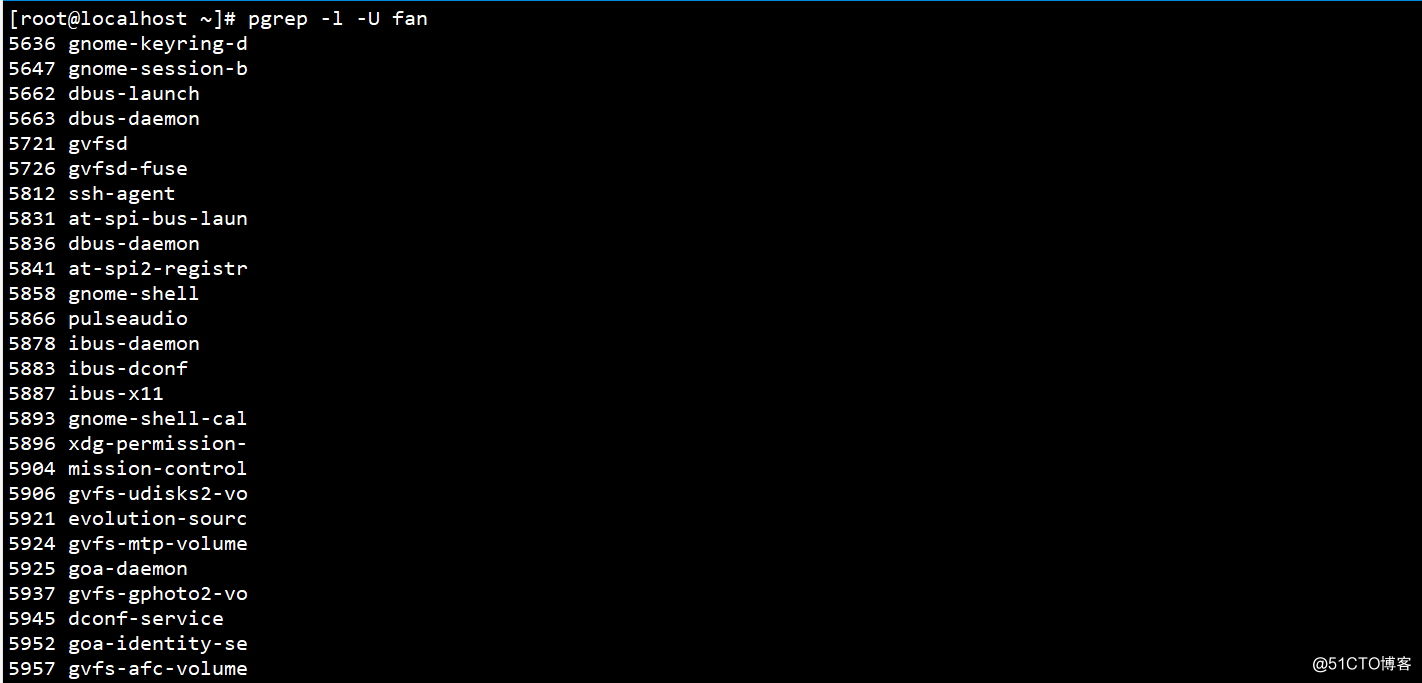 [root@localhost ~]# pgrep -l -U fan
5636 gnome-keyring-d
5647 gnome-session-b
5662 dbus-launch
5663 dbus-daemon
5721 gvfsd
5726 gvfsd-fuse
5812 ssh-agent
5831 at-spi-bus-laun
5836 dbus-daemon
5841 at-spi2-registr
5858 gnome-shell
5866 pulseaudio
5878 ibus-daemon
5883 ibus-dconf
5887 ibus-x11
5893 gnome-shell-cal
5896 xdg-permission-
5904 mission-control
5906 gvfs-udisks2-vo
5921 evolution-sourc
5924 gvfs-mtp-volume
5925 goa-daemon
5937 gvfs-gphoto2-vo
5945 dconf-service
5952 goa-identity-se
5957 gvfs-afc-volume
@51CTO博客